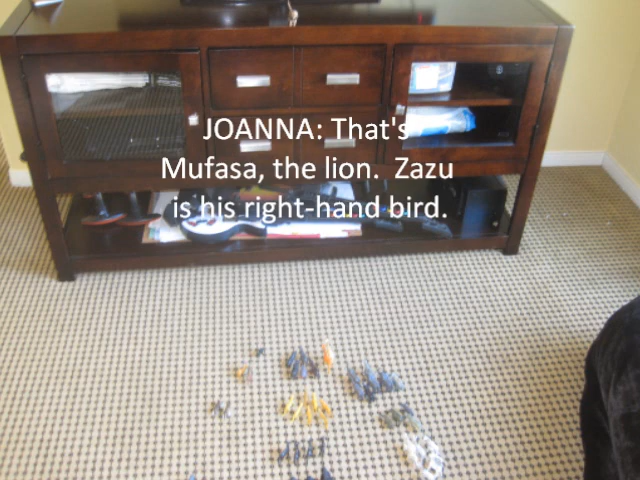 JOANNA: That's
Mufasa, the lion. Zazu
is his right-hand bird.